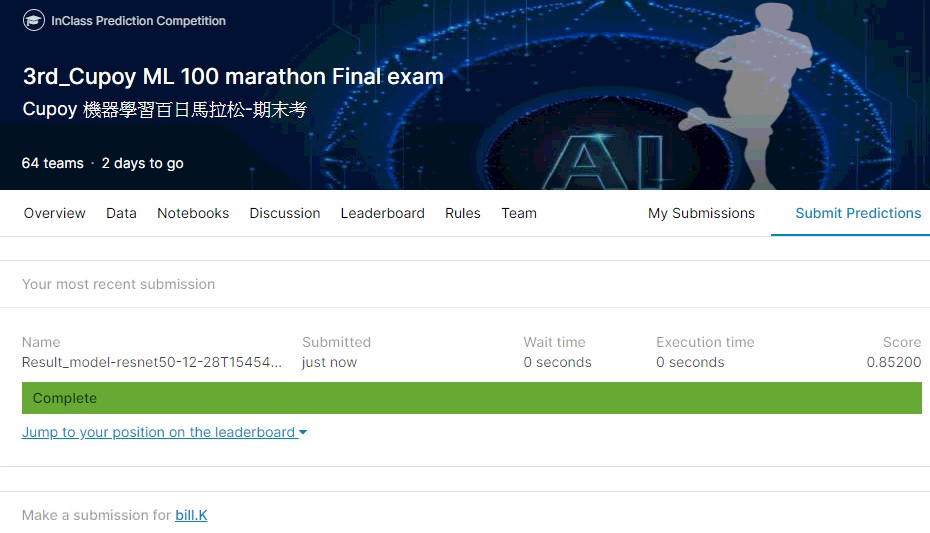 InClass Prediction Competition
3rd_Cupoy ML 100 marathon Final exam
Cupoy 機器學習百日馬拉松-期末考
64 teams · 2 days to go
AI
Overview Data Notebooks Discussion Leaderboard Rules Team My Submissions Submit Predictions
Your most recent submission
Name Submitted Wait time Execution time Score
Result_model-resnet50-12-28T15454... just now 0 seconds 0 seconds 0.85200
Complete
Jump to your position on the leaderboard
Make a submission for bill.K